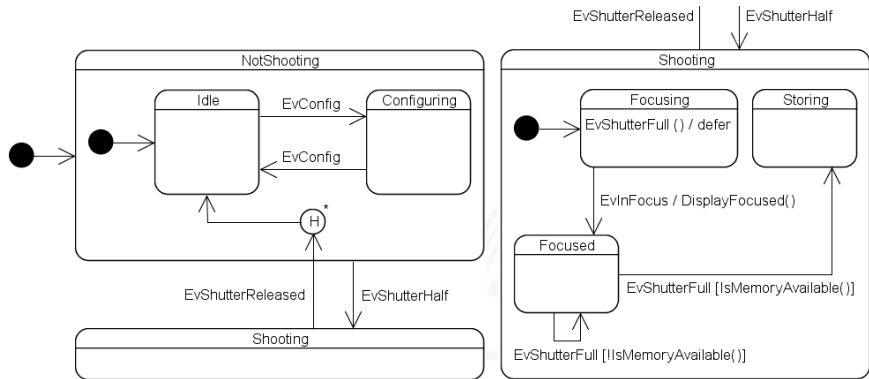 NotShooting
Idle
EvConfig
Configuring
EvConfig
H
*
EvShutterReleased
EvShutterHalf
Shooting
EvShutterReleased
EvShutterHalf
Shooting
Focusing
EvShutterFull () / defer
Storing
EvInFocus / DisplayFocused()
Focused
EvShutterFull [IsMemoryAvailable()]
EvShutterFull [!IsMemoryAvailable()]